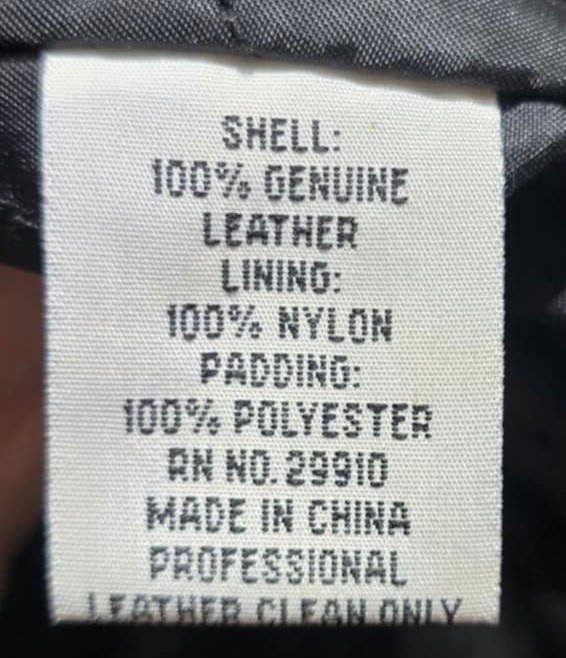 SHELL:
100% GENUINE
LEATHER
LINING:
100% NYLON
PADDING:
100% POLYESTER
RN NO. 29910
MADE IN CHINA
PROFESSIONAL
LEATHER CLEAN ONLY